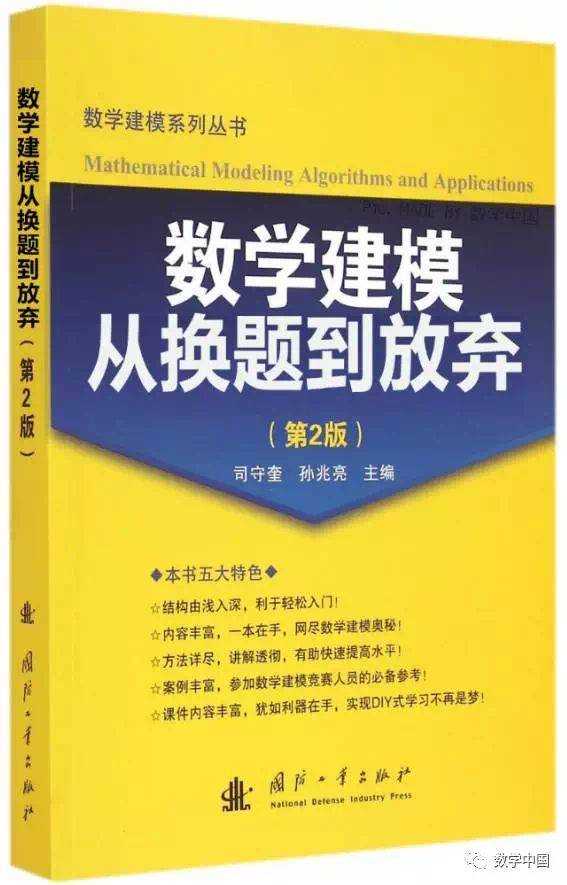 数学建模从换题到放弃（第2版）
国防工业出版社
数学建模系列丛书
Mathematical Modeling Algorithms and Applications
数学建模
从换题到放弃
（第2版）
司守奎 孙兆亮 主编
◆本书五大特色◆
☆结构由浅入深，利于轻松入门！
☆内容丰富，一本在手，网尽数学建模奥秘！
☆方法详尽，讲解透彻，有助快速提高水平！
☆案例丰富，参加数学建模竞赛人员的必备参考！
☆课件内容丰富，犹如利器在手，实现DIY式学习不再是梦！
国防工业出版社
National Defense Industry Press
数学中国